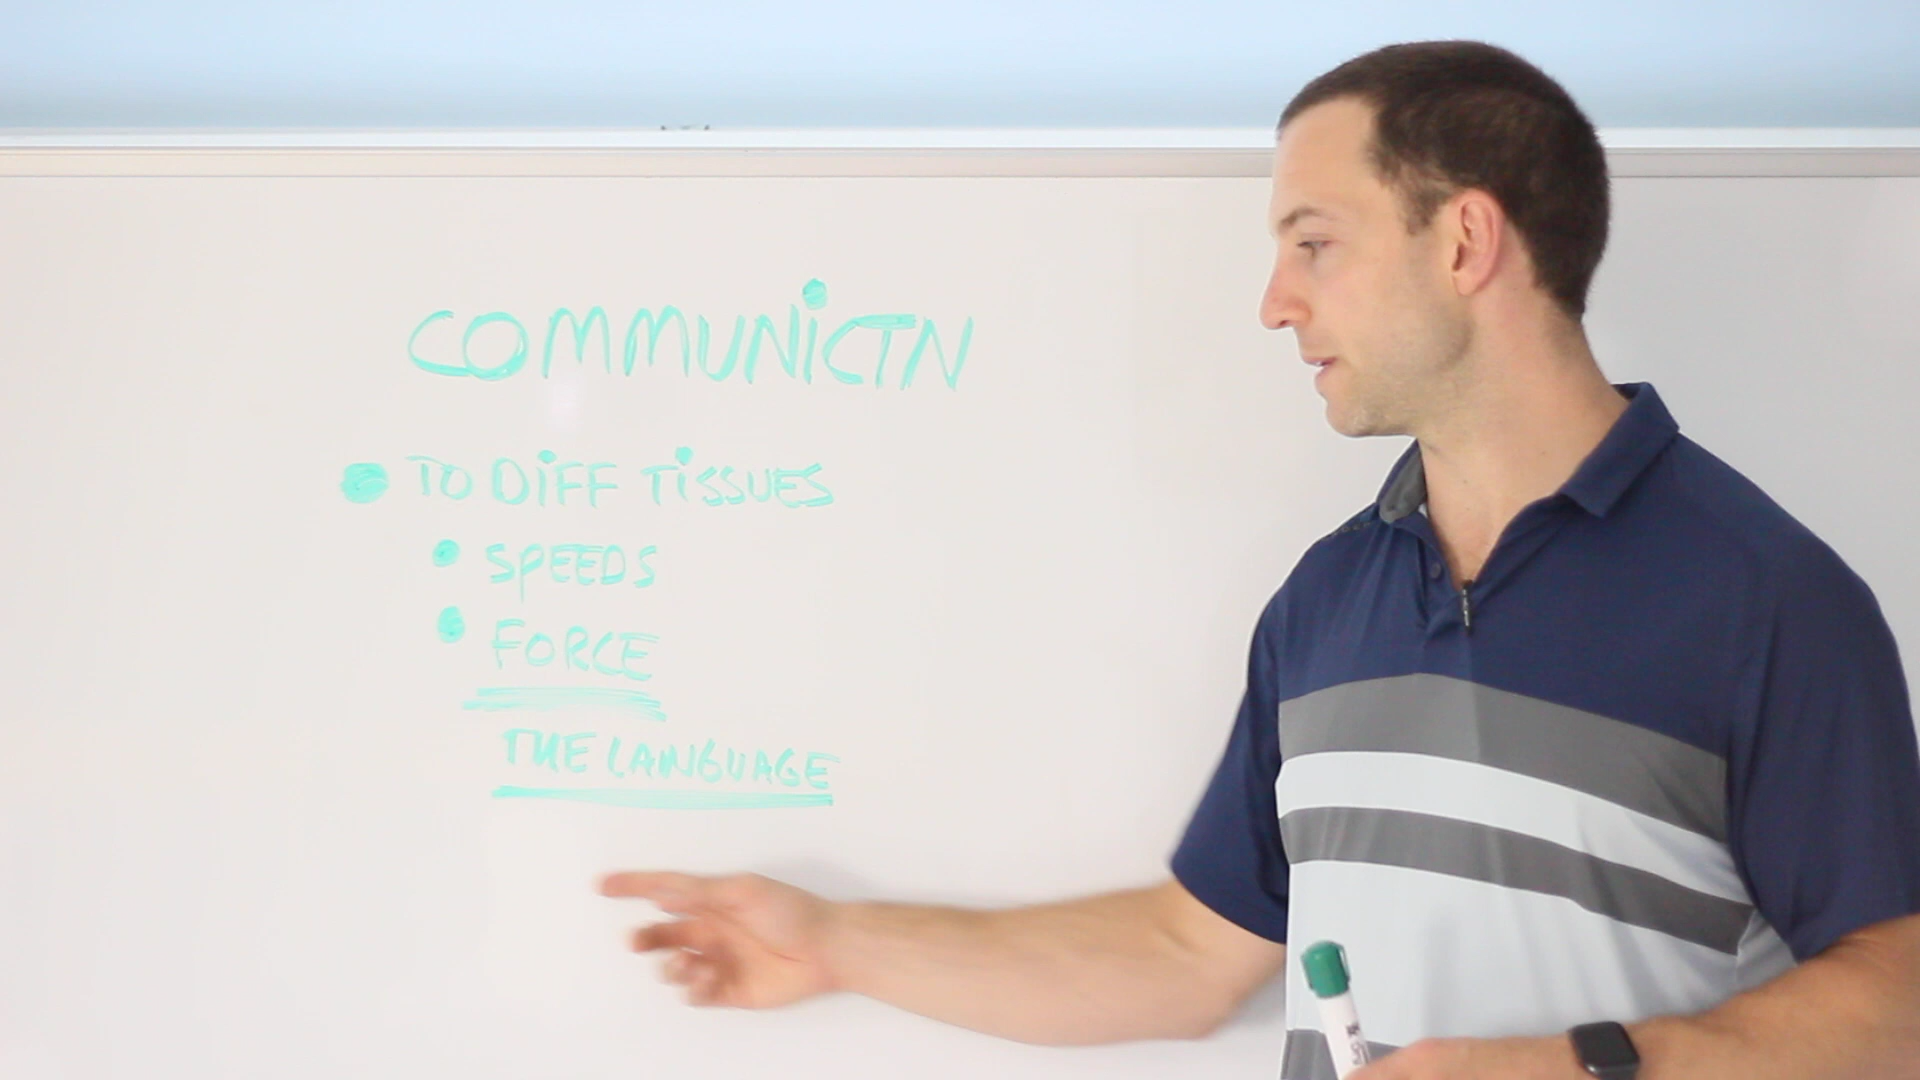 COMMUNiCTN
TO DiFF TiSSUES
SPEEDS
FORCE
THE LANGUAGE